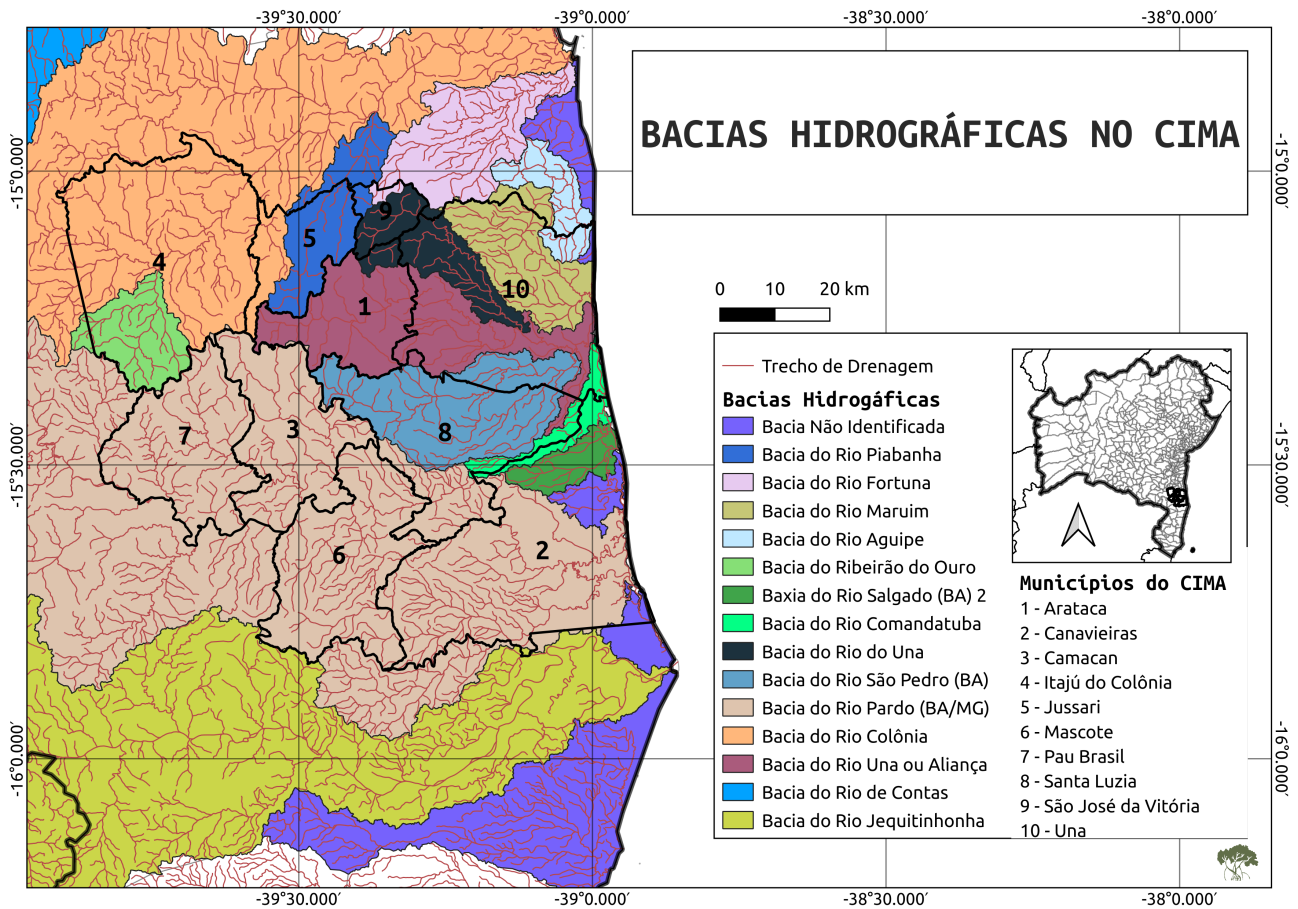 -39°30.000′ -39°0.000′ -38°30.000′ -38°0.000′
BACIAS HIDROGRÁFICAS NO CIMA
-15°0.000′ -15°0.000′
9
5
4
10
1
0 10 20 km
Trecho de Drenagem
Bacias Hidrogáficas
Bacia Não Identificada
Bacia do Rio Piabanha
Bacia do Rio Fortuna
Bacia do Rio Maruim
Bacia do Rio Aguipe
Bacia do Ribeirão do Ouro
Baxia do Rio Salgado (BA) 2
Bacia do Rio Comandatuba
Bacia do Rio do Una
Bacia do Rio São Pedro (BA)
Bacia do Rio Pardo (BA/MG)
Bacia do Rio Colônia
Bacia do Rio Una ou Aliança
Bacia do Rio de Contas
Bacia do Rio Jequitinhonha
7
3
8
-15°30.000′ -15°30.000′
6
2
Municípios do CIMA
1 - Arataca
2 - Canavieiras
3 - Camacan
4 - Itajú do Colônia
5 - Jussari
6 - Mascote
7 - Pau Brasil
8 - Santa Luzia
9 - São José da Vitória
10 - Una
-16°0.000′ -16°0.000′
-39°30.000′ -39°0.000′ -38°30.000′ -38°0.000′